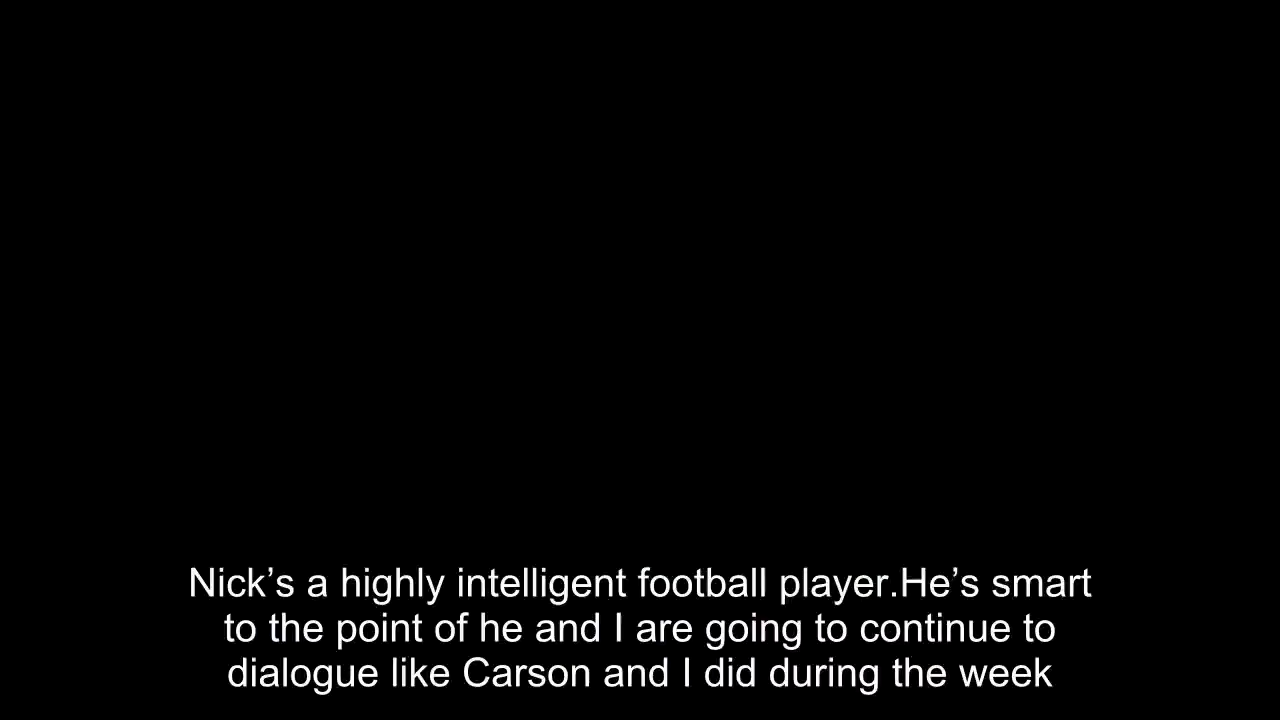 Nick’s a highly intelligent football player.He’s smart
to the point of he and I are going to continue to
dialogue like Carson and I did during the week